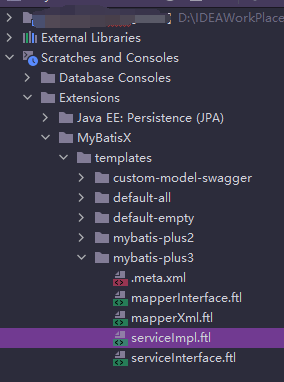 D:\IDEAWorkPlace
External Libraries
Scratches and Consoles
Database Consoles
Extensions
Java EE: Persistence (JPA)
MyBatisX
templates
custom-model-swagger
default-all
default-empty
mybatis-plus2
mybatis-plus3
.meta.xml
mapperInterface.ftl
mapperXml.ftl
serviceImpl.ftl
serviceInterface.ftl